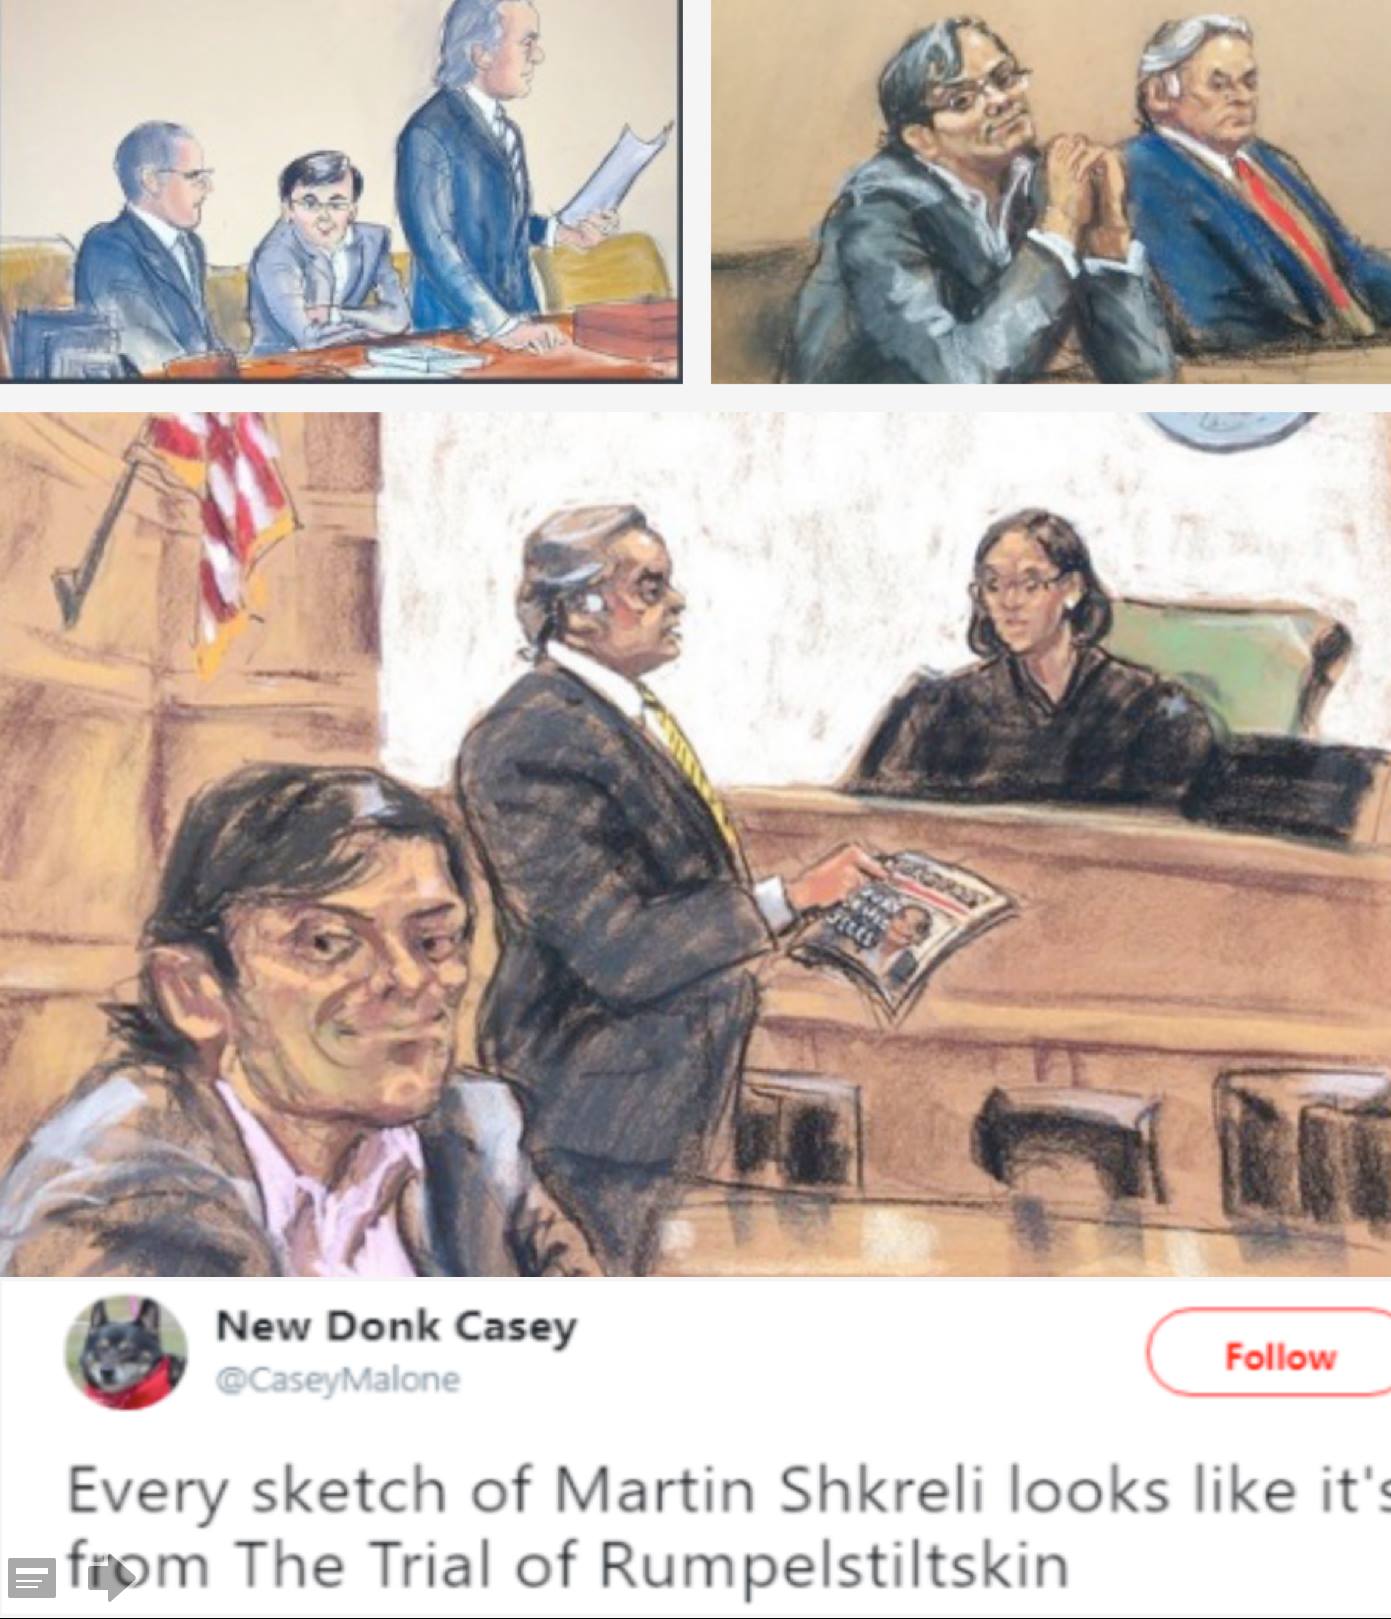 New Donk Casey
@CaseyMalone
Follow
Every sketch of Martin Shkreli looks like it's
from The Trial of Rumpelstiltskin